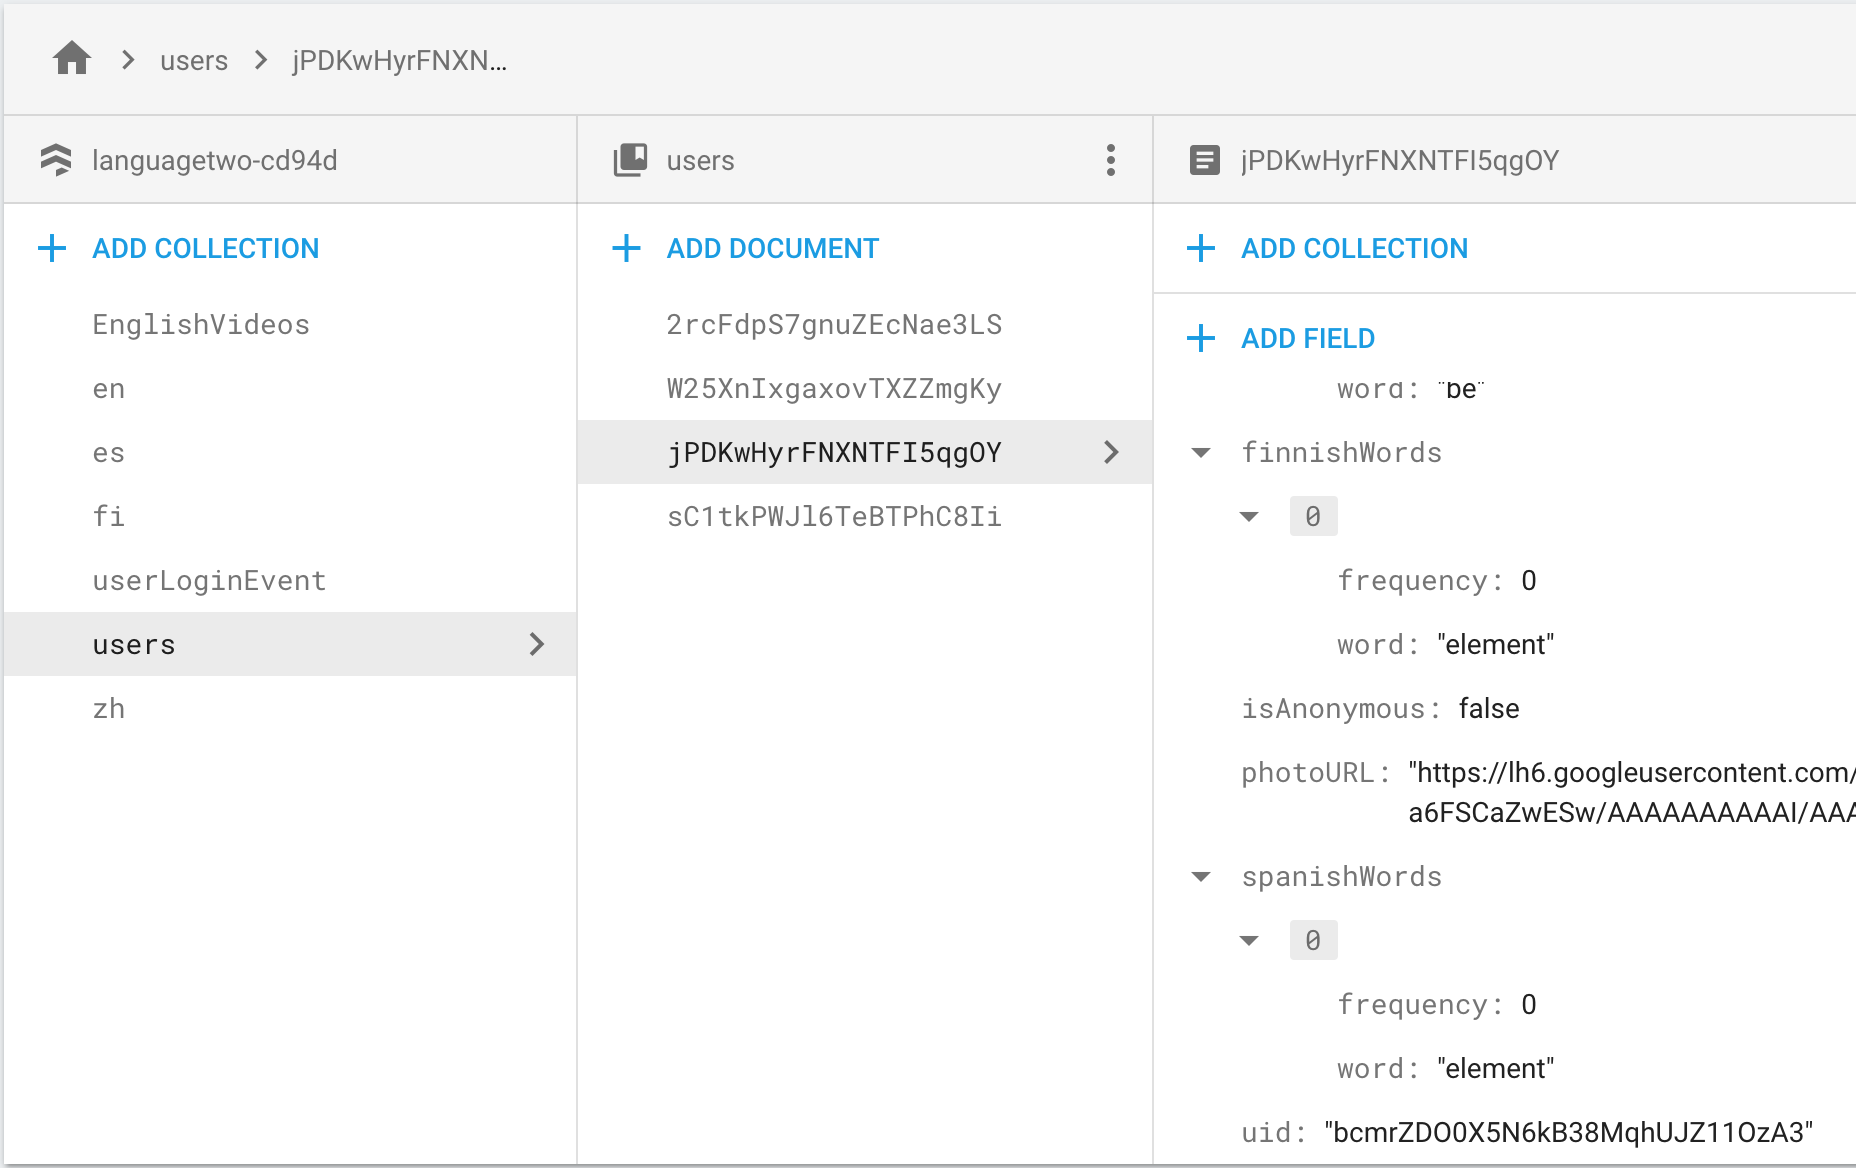 users
jPDKwHyrFNXN...
languagetwo-cd94d
ADD COLLECTION
EnglishVideos
en
es
fi
userLoginEvent
users
zh
users
ADD DOCUMENT
2rcFdpS7gnuZEcNae3LS
W25XnIxgaxovTXZZmgKy
jPDKwHyrFNXNTFI5qgOY
sC1tkPWJl6TeBTPhC8Ii
jPDKwHyrFNXNTFI5qgOY
ADD COLLECTION
ADD FIELD
word: "be"
finnishWords
0
frequency: 0
word: "element"
isAnonymous: false
photoURL: "https://lh6.googleusercontent.com/
a6FSCaZwESw/AAAAAAAAAAI/AAA
spanishWords
0
frequency: 0
word: "element"
uid: "bcmrZDO0X5N6kB38MqhUJZ11OzA3"